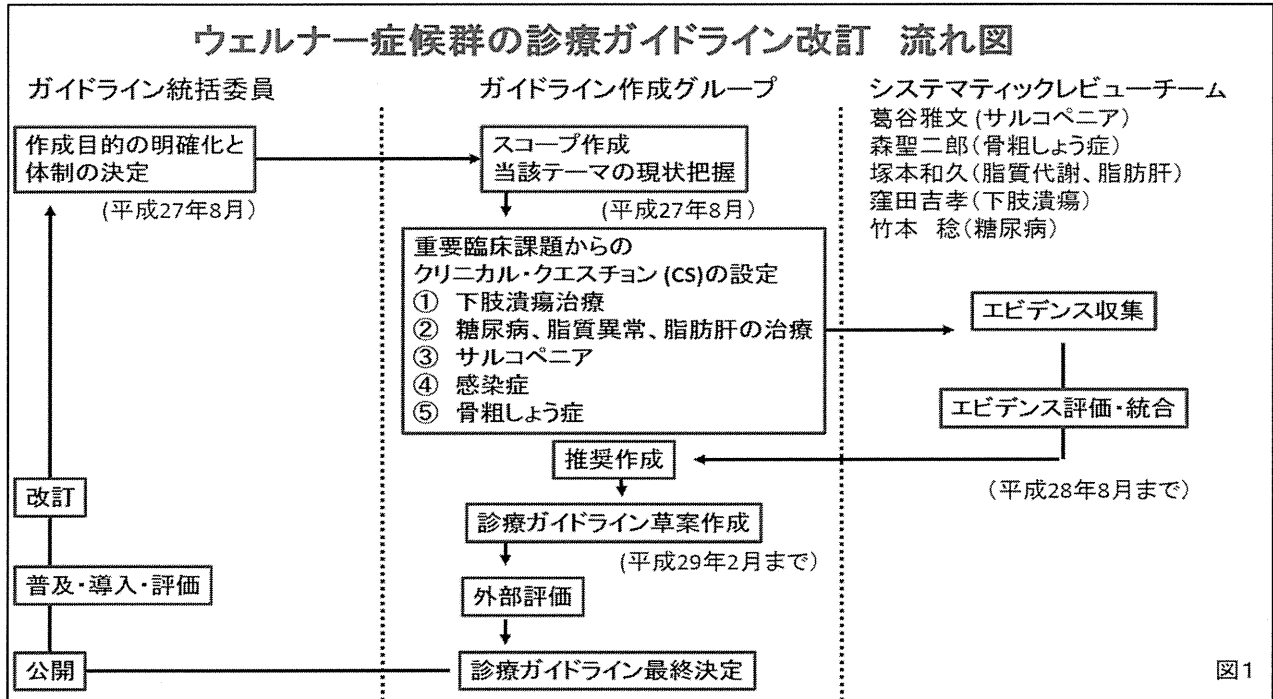 ウェルナー症候群の診療ガイドライン改訂 流れ図
ガイドライン統括委員
作成目的の明確化と
体制の決定
(平成27年8月)
改訂
普及・導入・評価
公開
ガイドライン作成グループ
スコープ作成
当該テーマの現状把握
(平成27年8月)
重要臨床課題からの
クリニカル・クエスチョン (CS)の設定
① 下肢潰瘍治療
② 糖尿病、脂質異常、脂肪肝の治療
③ サルコペニア
④ 感染症
⑤ 骨粗しょう症
推奨作成
診療ガイドライン草案作成
(平成29年2月まで)
外部評価
診療ガイドライン最終決定
システマティックレビューチーム
葛谷雅文 (サルコペニア)
森聖二郎(骨粗しょう症)
塚本和久(脂質代謝、脂肪肝)
窪田吉孝(下肢潰瘍)
竹本 稔(糖尿病)
エビデンス収集
エビデンス評価・統合
(平成28年8月まで)
図1